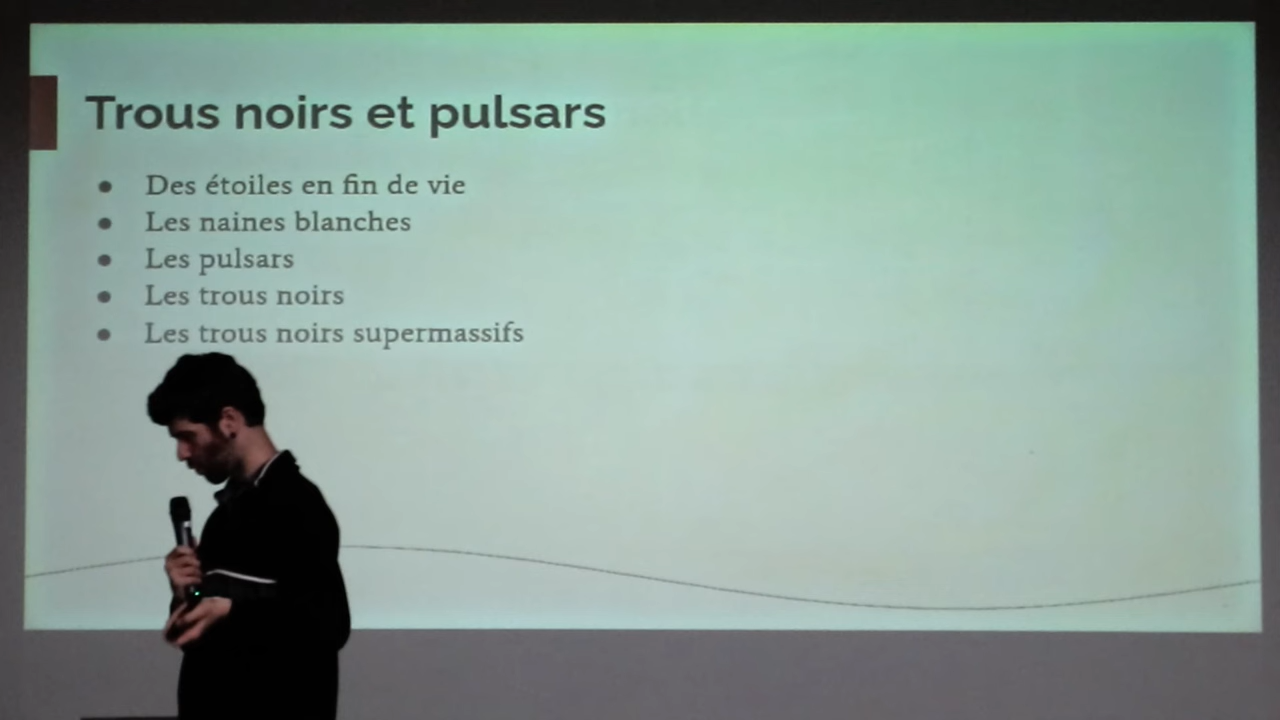 Trous noirs et pulsars
● Des étoiles en fin de vie
● Les naines blanches
● Les pulsars
● Les trous noirs
● Les trous noirs supermassifs